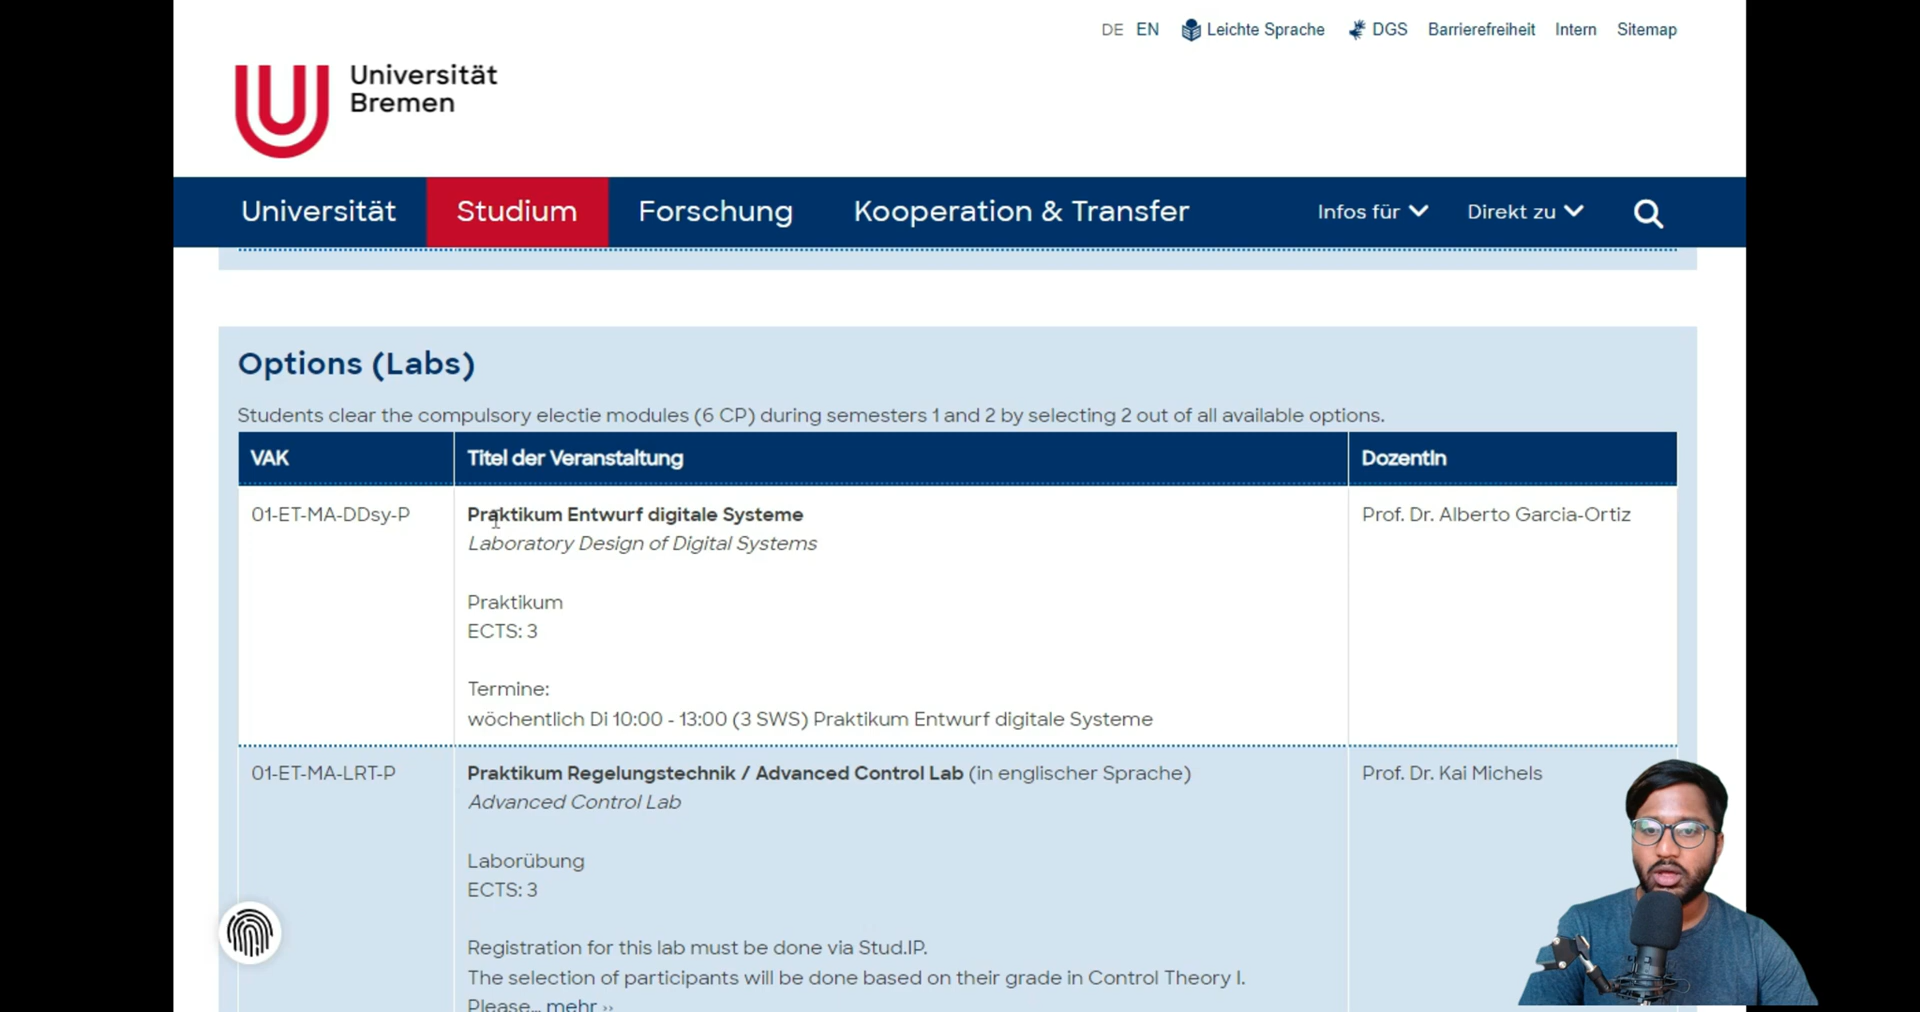 DE EN Leichte Sprache DGS Barrierefreiheit Intern Sitemap
Universität
Bremen
Universität Studium Forschung Kooperation & Transfer Infos für Direkt zu
Options (Labs)
Students clear the compulsory electie modules (6 CP) during semesters 1 and 2 by selecting 2 out of all available options.
VAK Titel der Veranstaltung DozentIn
01-ET-MA-DDsy-P Praktikum Entwurf digitale Systeme Prof. Dr. Alberto Garcia-Ortiz
Laboratory Design of Digital Systems
Praktikum
ECTS: 3
Termine:
wöchentlich Di 10:00 - 13:00 (3 SWS) Praktikum Entwurf digitale Systeme
01-ET-MA-LRT-P Praktikum Regelungstechnik / Advanced Control Lab (in englischer Sprache) Prof. Dr. Kai Michels
Advanced Control Lab
Laborübung
ECTS: 3
Registration for this lab must be done via Stud.IP.
The selection of participants will be done based on their grade in Control Theory I.
Please... mehr ››